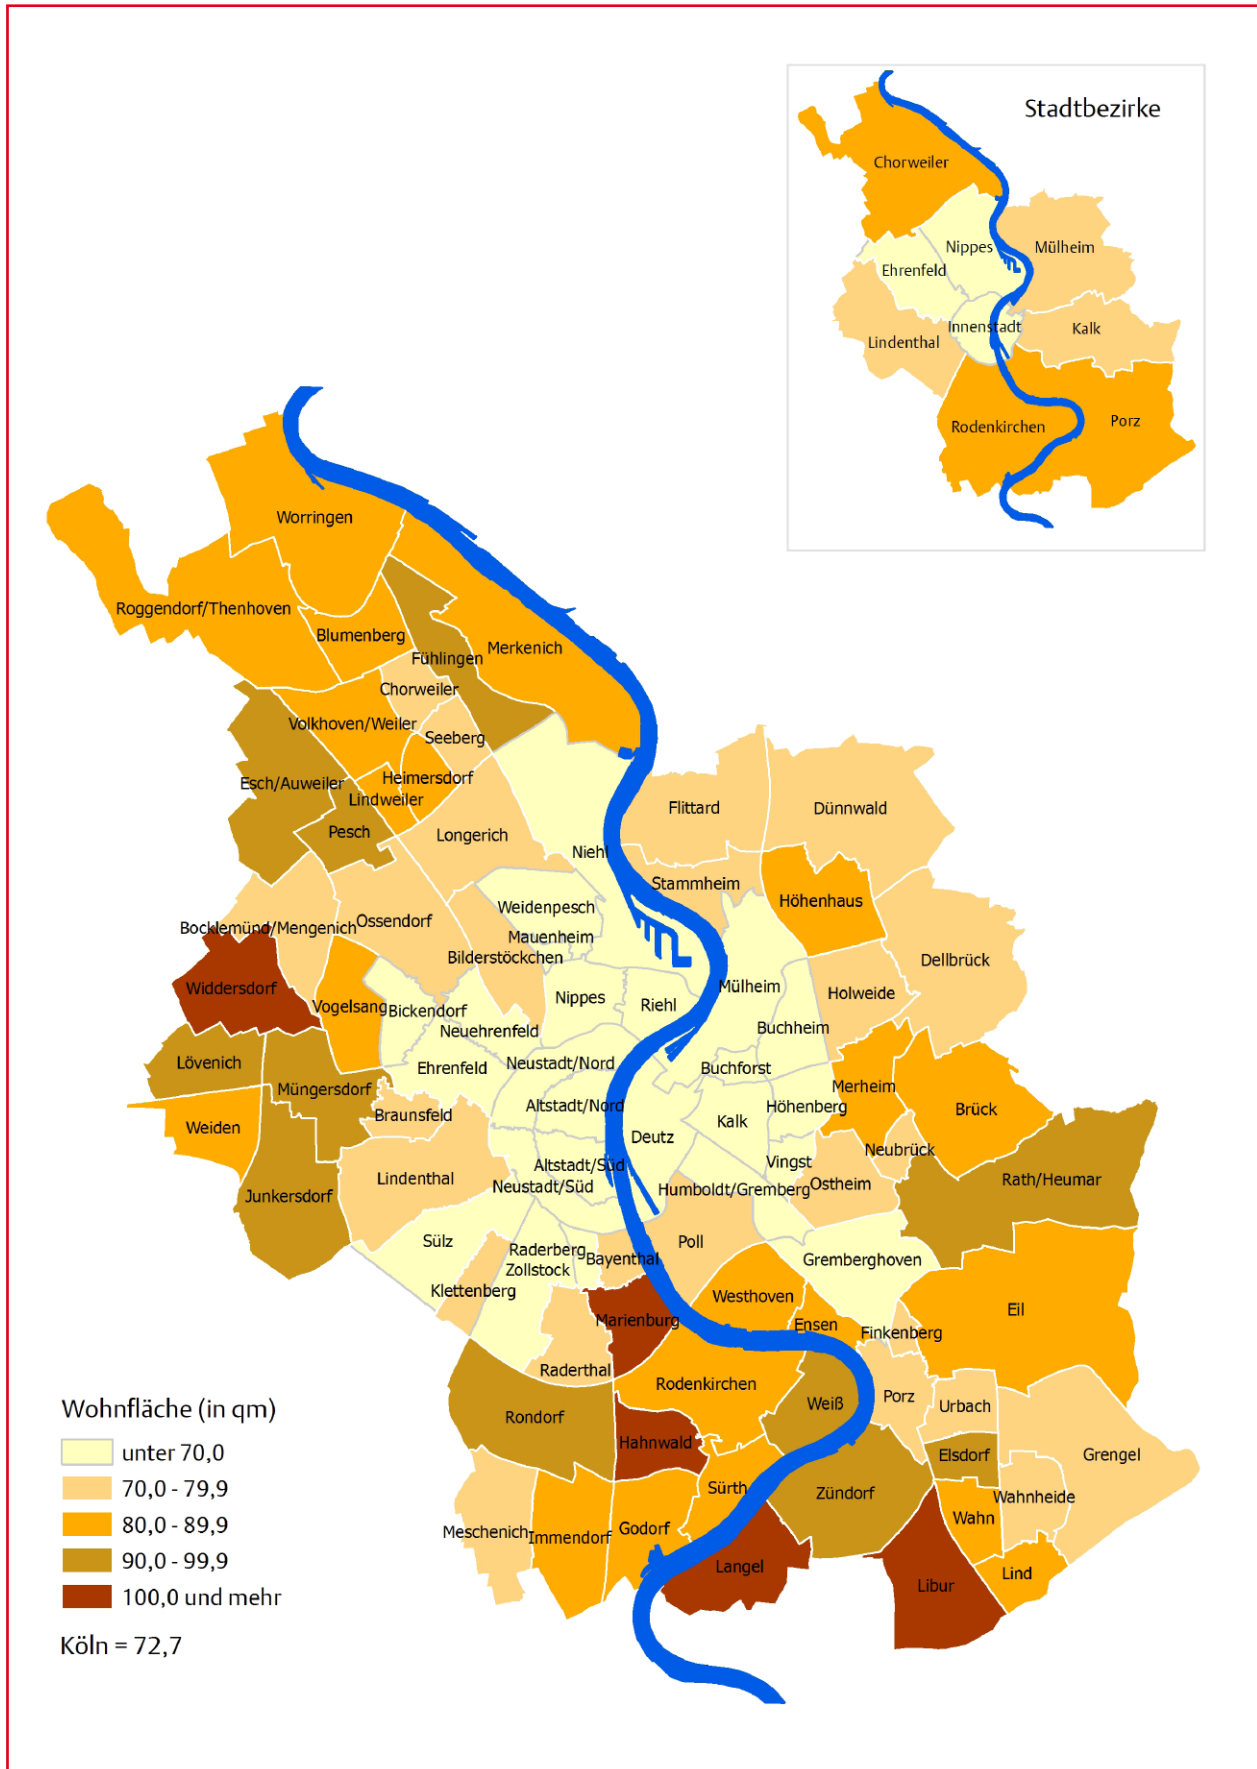 Stadtbezirke
Chorweiler
Nippes
Mülheim
Ehrenfeld
Innenstadt
Kalk
Lindenthal
Rodenkirchen
Porz
Worringen
Roggendorf/Thenhoven
Blumenberg
Merkenich
Fühlingen
Chorweiler
Volkhoven/Weiler
Seeberg
Heimersdorf
Esch/Auweiler
Lindweiler
Pesch
Longerich
Flittard
Dünnwald
Niehl
Stammheim
Höhenhaus
Weidenpesch
Ossendorf
Bocklemünd/Mengenich
Mauenheim
Bilderstöckchen
Dellbrück
Widdersdorf
Mülheim
Holweide
Nippes
Riehl
Vogelsang
Bickendorf
Neuehrenfeld
Buchheim
Lövenich
Neustadt/Nord
Ehrenfeld
Buchforst
Müngersdorf
Merheim
Altstadt/Nord
Höhenberg
Brück
Braunsfeld
Kalk
Weiden
Deutz
Neubrück
Vingst
Altstadt/Süd
Lindenthal
Rath/Heumar
Ostheim
Neustadt/Süd
Humboldt/Gremberg
Junkersdorf
Sülz
Poll
Raderberg
Bayenthal
Gremberghoven
Zollstock
Klettenberg
Westhoven
Eil
Marienburg
Ensen
Finkenberg
Raderthal
Rodenkirchen
Porz
Weiß
Urbach
Rondorf
Hahnwald
Elsdorf
Grengel
Sürth
Zündorf
Wahnheide
Wahn
Godorf
Meschenich
Immendorf
Langel
Lind
Libur
Wohnfläche (in qm)
unter 70,0
70,0 - 79,9
80,0 - 89,9
90,0 - 99,9
100,0 und mehr
Köln = 72,7